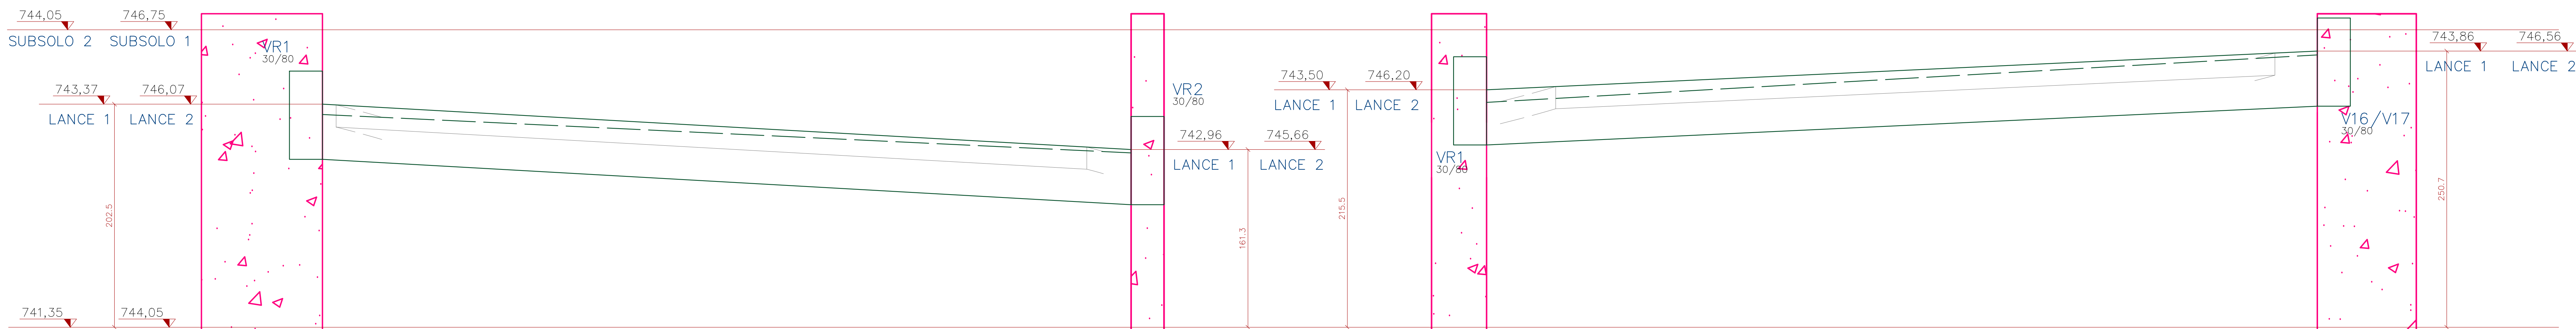 744,05 746,75
SUBSOLO 2 SUBSOLO 1
VR1
30/80
743,37 746,07
LANCE 1 LANCE 2
202.5
741,35 744,05
VR2
30/80
742,96 745,66
LANCE 1 LANCE 2
161.3
743,50 746,20
LANCE 1 LANCE 2
215.5
VR1
30/80
743,86 746,56
LANCE 1 LANCE 2
V16/V17
30/80
250.7